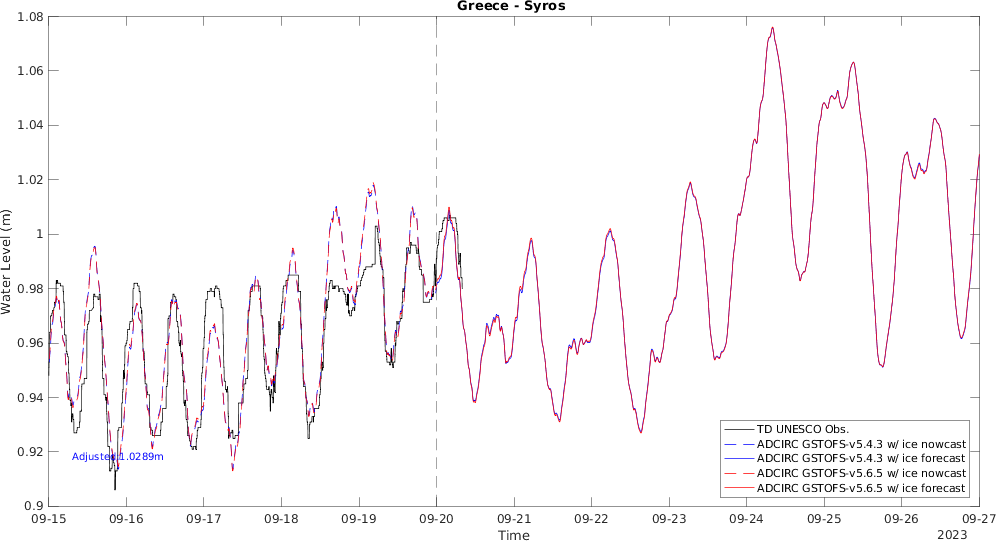 Greece - Syros
1.08
1.06
1.04
1.02
1
0.98
0.96
0.94
0.92
0.9
Water Level (m)
Adjusted:1.0289m
TD UNESCO Obs.
ADCIRC GSTOFS-v5.4.3 w/ ice nowcast
ADCIRC GSTOFS-v5.4.3 w/ ice forecast
ADCIRC GSTOFS-v5.6.5 w/ ice nowcast
ADCIRC GSTOFS-v5.6.5 w/ ice forecast
09-15 09-16 09-17 09-18 09-19 09-20 09-21 09-22 09-23 09-24 09-25 09-26 09-27
Time
2023